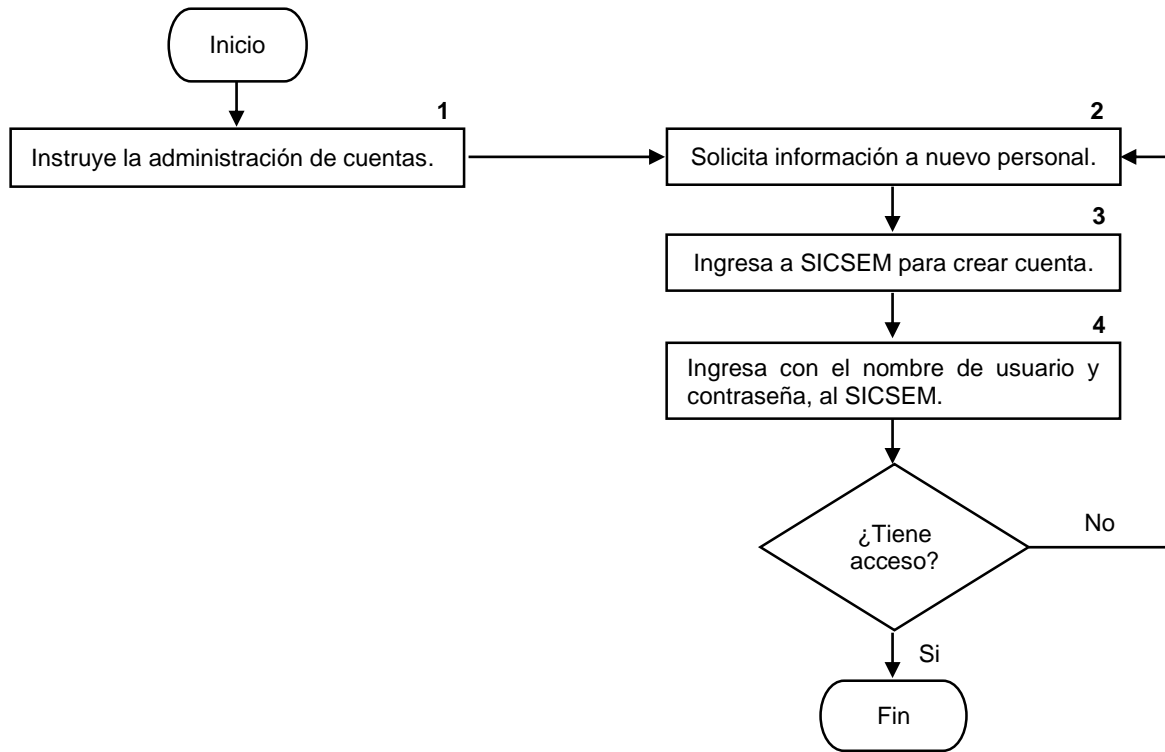 Inicio
1
Instruye la administración de cuentas.
2
Solicita información a nuevo personal.
3
Ingresa a SICSEM para crear cuenta.
4
Ingresa con el nombre de usuario y
contraseña, al SICSEM.
¿Tiene
acceso?
No
Si
Fin